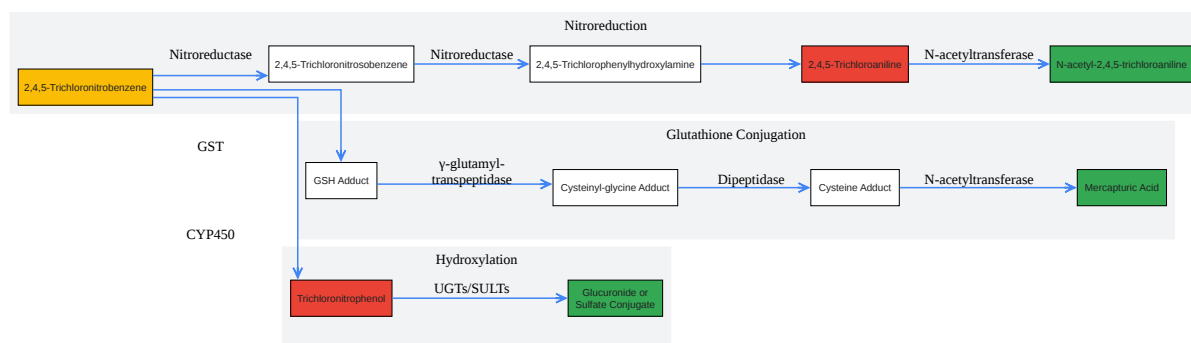 Nitroreduction
Nitroreductase
Nitroreductase
N-acetyltransferase
2,4,5-Trichloronitrobenzene
2,4,5-Trichloronitrosobenzene
2,4,5-Trichlorophenylhydroxylamine
2,4,5-Trichloroaniline
N-acetyl-2,4,5-trichloroaniline
Glutathione Conjugation
GST
γ-glutamyl-
transpeptidase
Dipeptidase
N-acetyltransferase
GSH Adduct
Cysteinyl-glycine Adduct
Cysteine Adduct
Mercapturic Acid
CYP450
Hydroxylation
UGTs/SULTs
Trichloronitrophenol
Glucuronide or
Sulfate Conjugate